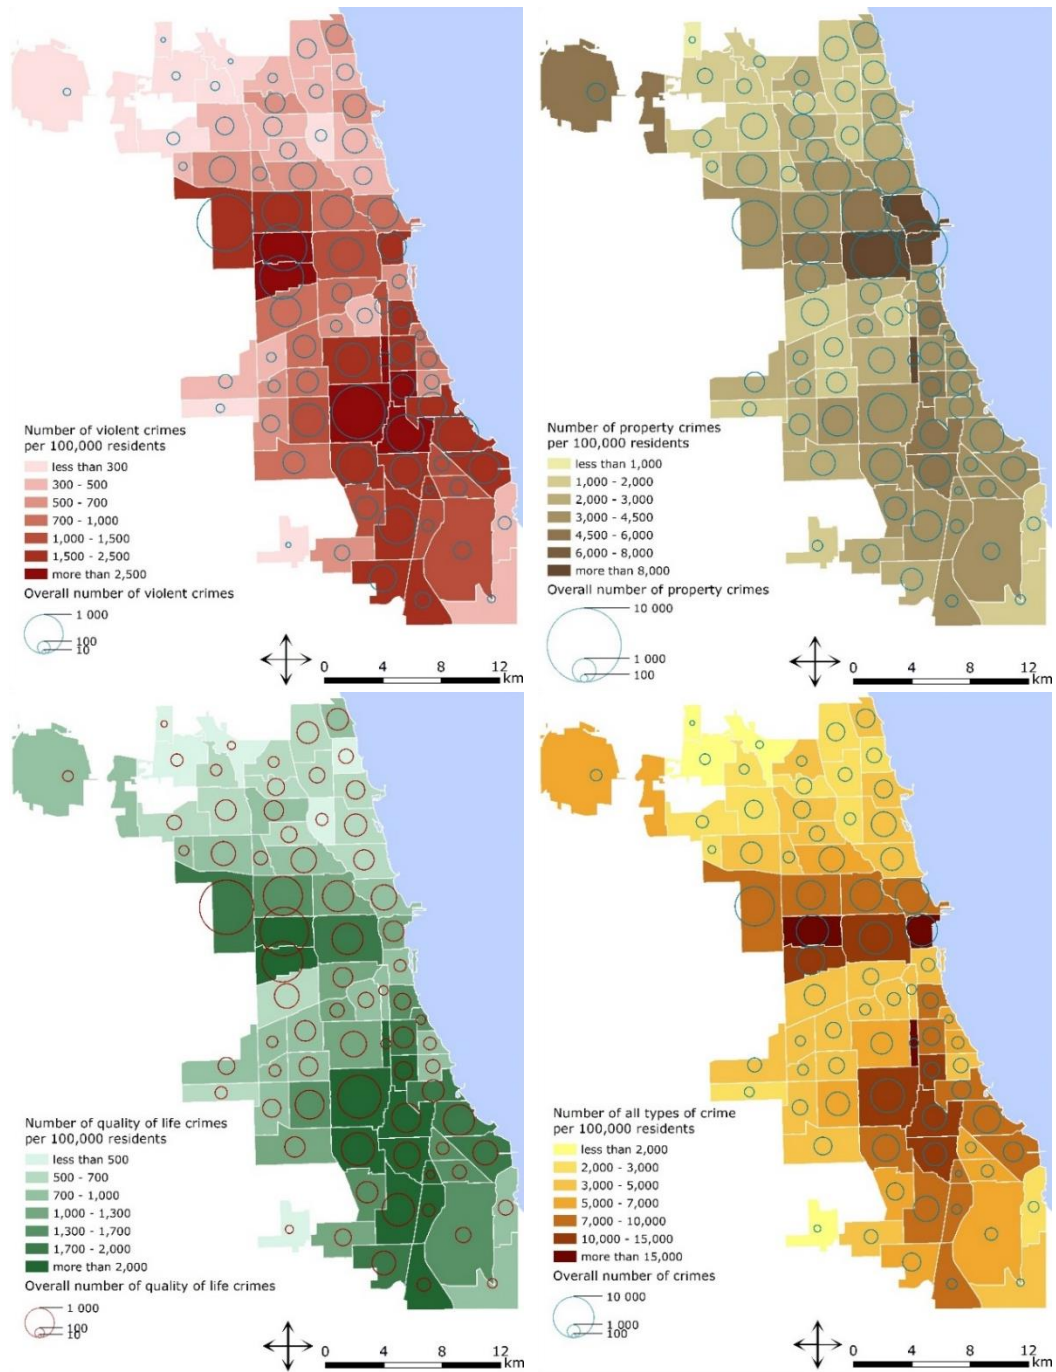 Number of violent crimes
per 100,000 residents
less than 300
300 - 500
500 - 700
700 - 1,000
1,000 - 1,500
1,500 - 2,500
more than 2,500
Overall number of violent crimes
1 000
100
10
0 4 8 12
km
Number of property crimes
per 100,000 residents
less than 1,000
1,000 - 2,000
2,000 - 3,000
3,000 - 4,500
4,500 - 6,000
6,000 - 8,000
more than 8,000
Overall number of property crimes
10 000
1 000
100
0 4 8 12
km
Number of quality of life crimes
per 100,000 residents
less than 500
500 - 700
700 - 1,000
1,000 - 1,300
1,300 - 1,700
1,700 - 2,000
more than 2,000
Overall number of quality of life crimes
1 000
100
10
0 4 8 12
km
Number of all types of crime
per 100,000 residents
less than 2,000
2,000 - 3,000
3,000 - 5,000
5,000 - 7,000
7,000 - 10,000
10,000 - 15,000
more than 15,000
Overall number of crimes
10 000
1 000
100
0 4 8 12
km